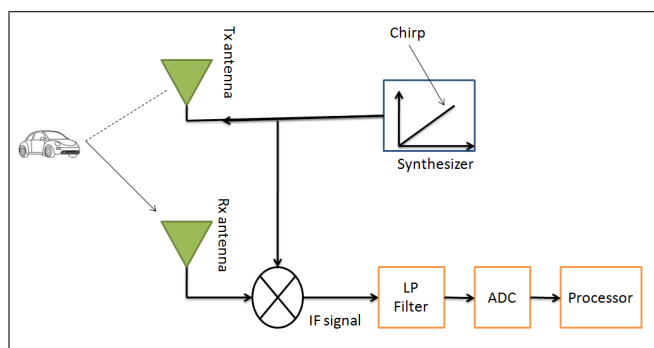 Chirp
Tx antenna
Synthesizer
Rx antenna
LP
Filter
ADC
Processor
IF signal